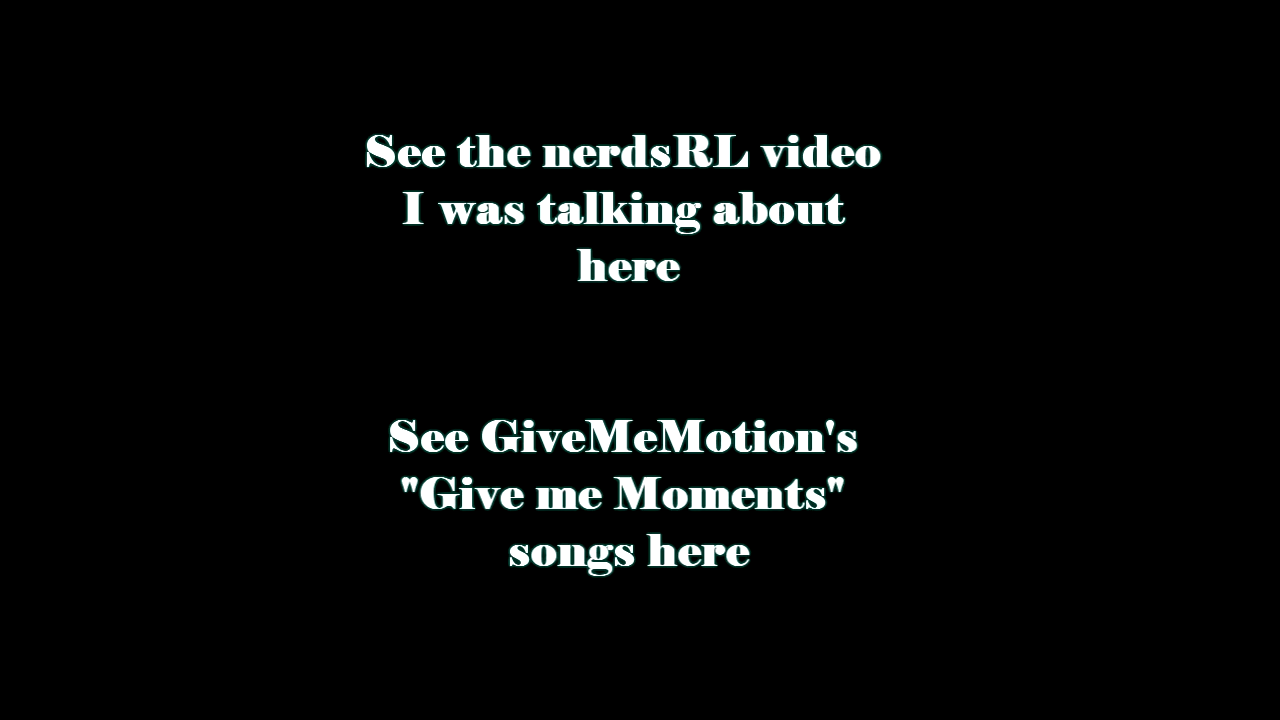 See the nerdsRL video
I was talking about
here
See GiveMeMotion's
"Give me Moments"
songs here